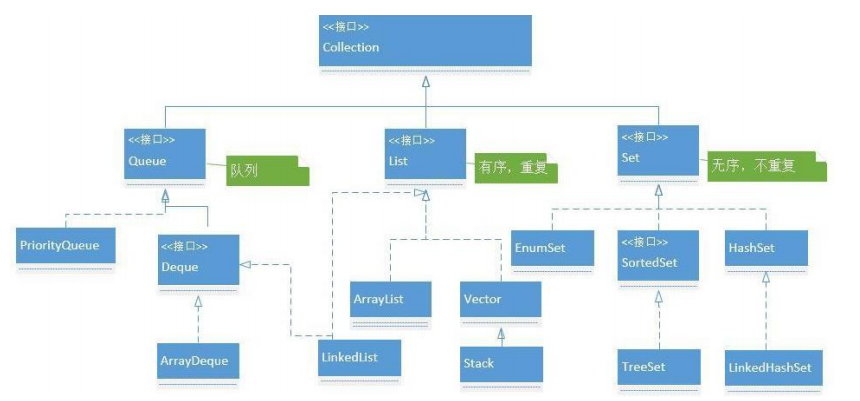 <<接口>>
Collection
<<接口>>
Queue
队列
<<接口>>
List
有序，重复
<<接口>>
Set
无序，不重复
PriorityQueue
<<接口>>
Deque
EnumSet
<<接口>>
SortedSet
HashSet
ArrayList
Vector
ArrayDeque
LinkedList
Stack
TreeSet
LinkedHashSet